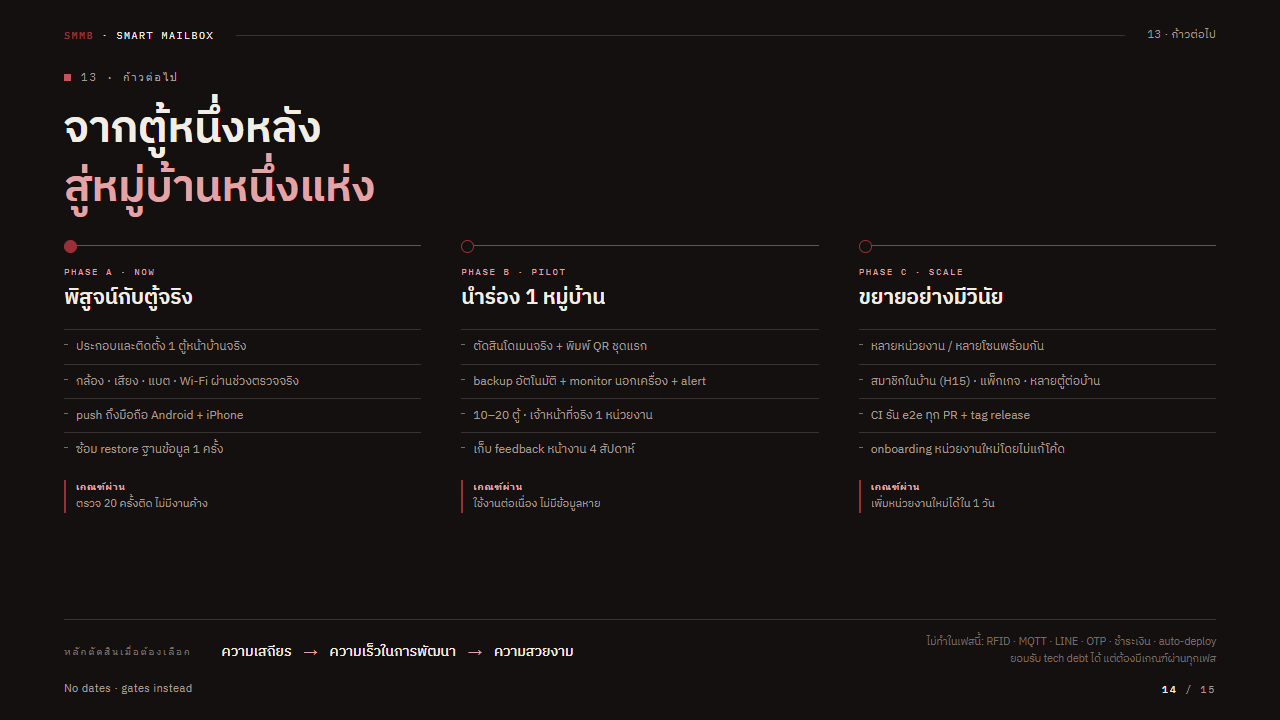 SMMB · SMART MAILBOX
13 · ก้าวต่อไป
13 · ก้าวต่อไป
จากตู้หนึ่งหลัง
สู่หมู่บ้านหนึ่งแห่ง
PHASE A · NOW
พิสูจน์กับตู้จริง
– ประกอบและติดตั้ง 1 ตู้หน้าบ้านจริง
– กล้อง · เสียง · แบต · Wi-Fi ผ่านช่วงตรวจจริง
– push ถึงมือถือ Android + iPhone
– ซ้อม restore ฐานข้อมูล 1 ครั้ง
เกณฑ์ผ่าน
ตรวจ 20 ครั้งติด ไม่มีงานค้าง
PHASE B · PILOT
นำร่อง 1 หมู่บ้าน
– ตัดสินโดเมนจริง + พิมพ์ QR ชุดแรก
– backup อัตโนมัติ + monitor นอกเครื่อง + alert
– 10–20 ตู้ · เจ้าหน้าที่จริง 1 หน่วยงาน
– เก็บ feedback หน้างาน 4 สัปดาห์
เกณฑ์ผ่าน
ใช้งานต่อเนื่อง ไม่มีข้อมูลหาย
PHASE C · SCALE
ขยายอย่างมีวินัย
– หลายหน่วยงาน / หลายโซนพร้อมกัน
– สมาชิกในบ้าน (H15) · แพ็กเกจ · หลายตู้ต่อบ้าน
– CI รัน e2e ทุก PR + tag release
– onboarding หน่วยงานใหม่โดยไม่แก้โค้ด
เกณฑ์ผ่าน
เพิ่มหน่วยงานใหม่ได้ใน 1 วัน
หลักตัดสินเมื่อต้องเลือก
ความเสถียร → ความเร็วในการพัฒนา → ความสวยงาม
ไม่ทำในเฟสนี้: RFID · MQTT · LINE · OTP · ชำระเงิน · auto-deploy
ยอมรับ tech debt ได้ แต่ต้องมีเกณฑ์ผ่านทุกเฟส
No dates · gates instead
14 / 15